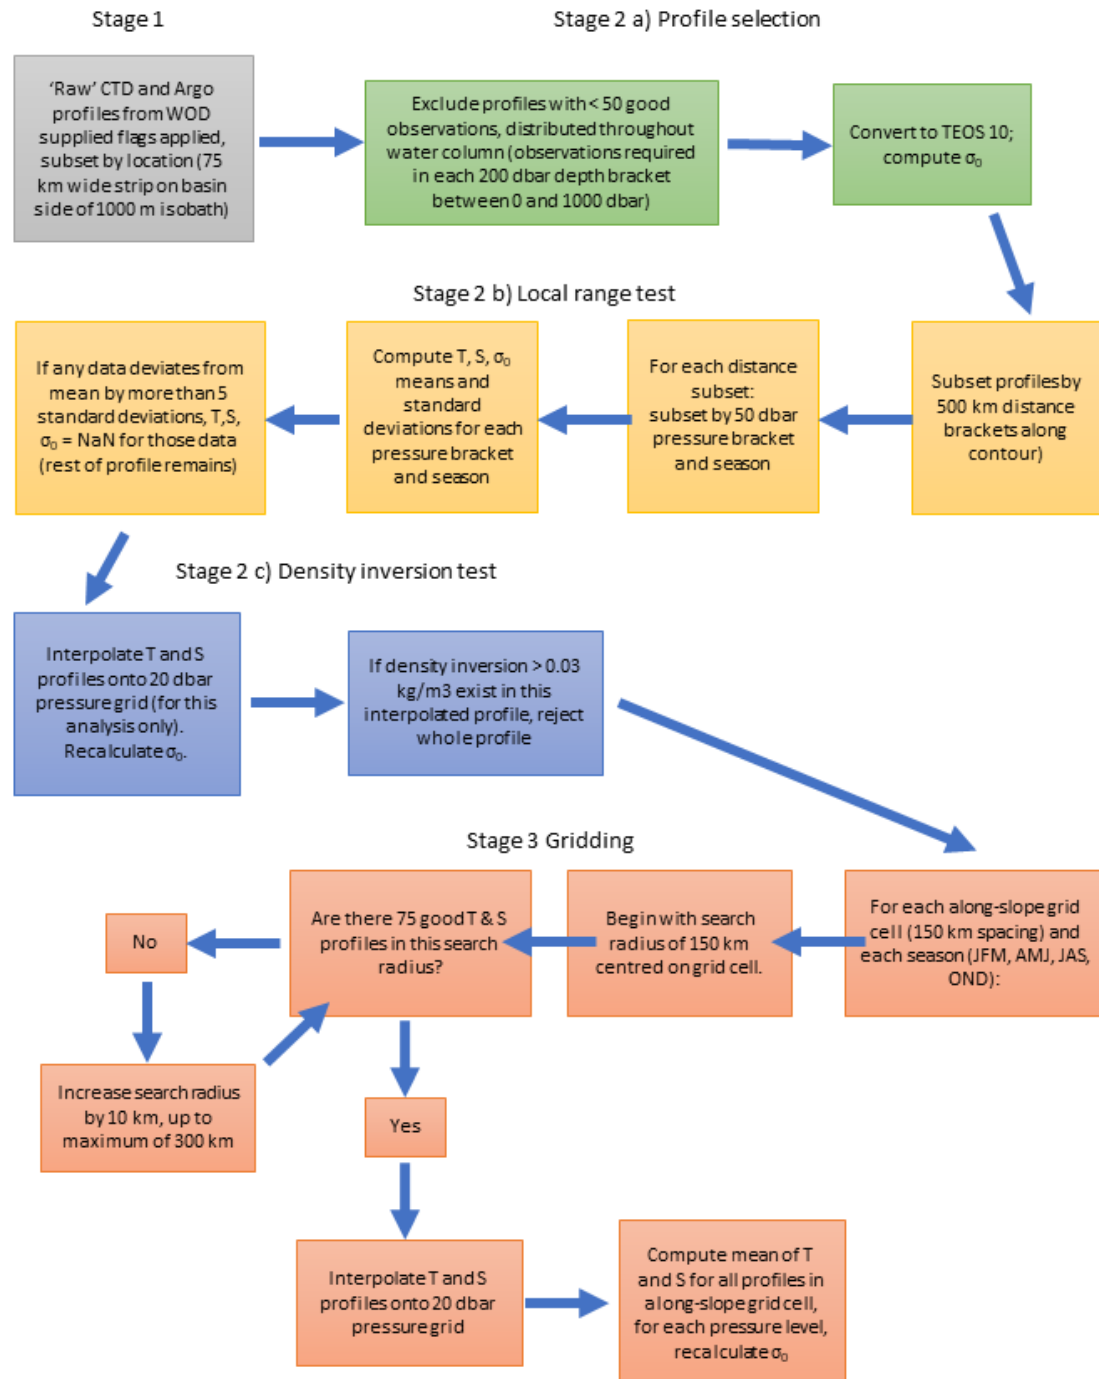 Stage 1
Stage 2 a) Profile selection
‘Raw’ CTD and Argo
profiles from WOD
supplied flags applied,
subset by location (75
km wide strip on basin
side of 1000 m isobath)
Exclude profiles with < 50 good
observations, distributed throughout
water column (observations required
in each 200 dbar depth bracket
between 0 and 1000 dbar)
Convert to TEOS 10;
compute σ₀
Stage 2 b) Local range test
If any data deviates from
mean by more than 5
standard deviations, T,S,
σ₀ = NaN for those data
(rest of profile remains)
Compute T, S, σ₀
means and
standard
deviations for each
pressure bracket
and season
For each distance
subset:
subset by 50 dbar
pressure bracket
and season
Subset profiles by
500 km distance
brackets along
contour)
Stage 2 c) Density inversion test
Interpolate T and S
profiles onto 20 dbar
pressure grid (for this
analysis only).
Recalculate σ₀.
If density inversion > 0.03
kg/m3 exist in this
interpolated profile, reject
whole profile
Stage 3 Gridding
No
Are there 75 good T & S
profiles in this search
radius?
Begin with search
radius of 150 km
centred on grid cell.
For each along-slope grid
cell (150 km spacing) and
each season (JFM, AMJ, JAS,
OND):
Increase search radius
by 10 km, up to
maximum of 300 km
Yes
Interpolate T and S
profiles onto 20 dbar
pressure grid
Compute mean of T
and S for all profiles in
along-slope grid cell,
for each pressure level,
recalculate σ₀